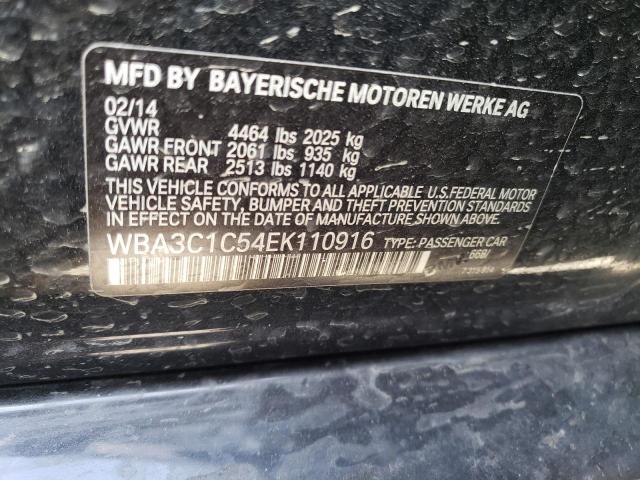 MFD BY BAYERISCHE MOTOREN WERKE AG
02/14
GVWR 4464 lbs 2025 kg
GAWR FRONT 2061 lbs 935 kg
GAWR REAR 2513 lbs 1140 kg
THIS VEHICLE CONFORMS TO ALL APPLICABLE U.S.FEDERAL MOTOR
VEHICLE SAFETY, BUMPER AND THEFT PREVENTION STANDARDS
IN EFFECT ON THE DATE OF MANUFACTURE SHOWN ABOVE.
WBA3C1C54EK110916 TYPE: PASSENGER CAR